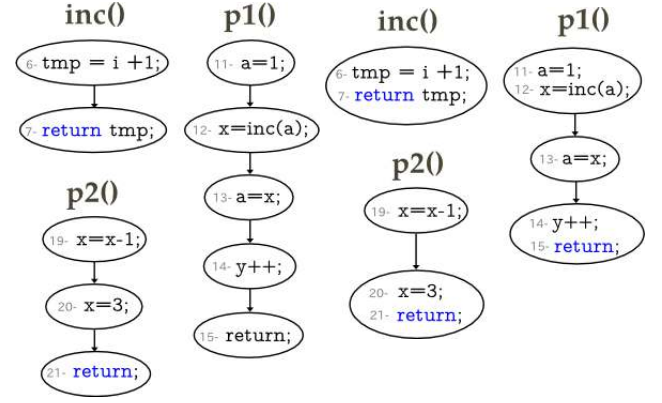 inc()
6- tmp = i +1;
7- return tmp;
p2()
19- x=x-1;
20- x=3;
21- return;
p1()
11- a=1;
12- x=inc(a);
13- a=x;
14- y++;
15- return;
inc()
6- tmp = i +1;
7- return tmp;
p2()
19- x=x-1;
20- x=3;
21- return;
p1()
11- a=1;
12- x=inc(a);
13- a=x;
14- y++;
15- return;